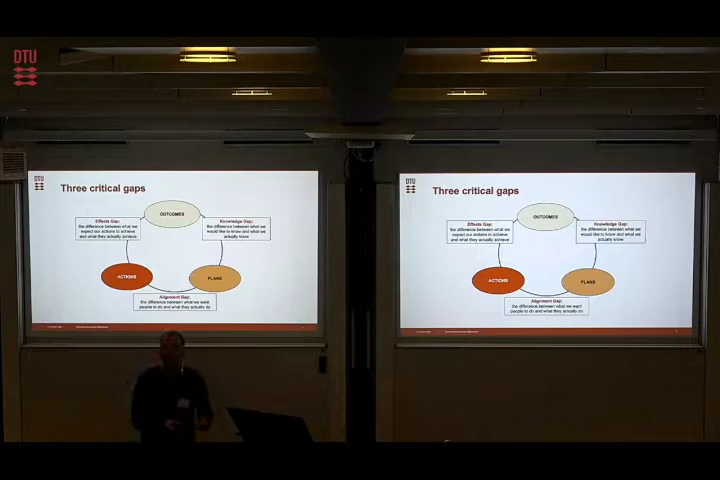 DTU
DTU
Three critical gaps
OUTCOMES
Effects Gap:
the difference between what we
expect our actions to achieve
and what they actually achieve
Knowledge Gap:
the difference between what we
would like to know and what we
actually know
ACTIONS
PLANS
Alignment Gap:
the difference between what we want
people to do and what they actually do
DTU
Three critical gaps
OUTCOMES
Effects Gap:
the difference between what we
expect our actions to achieve
and what they actually achieve
Knowledge Gap:
the difference between what we
would like to know and what we
actually know
ACTIONS
PLANS
Alignment Gap:
the difference between what we want
people to do and what they actually do